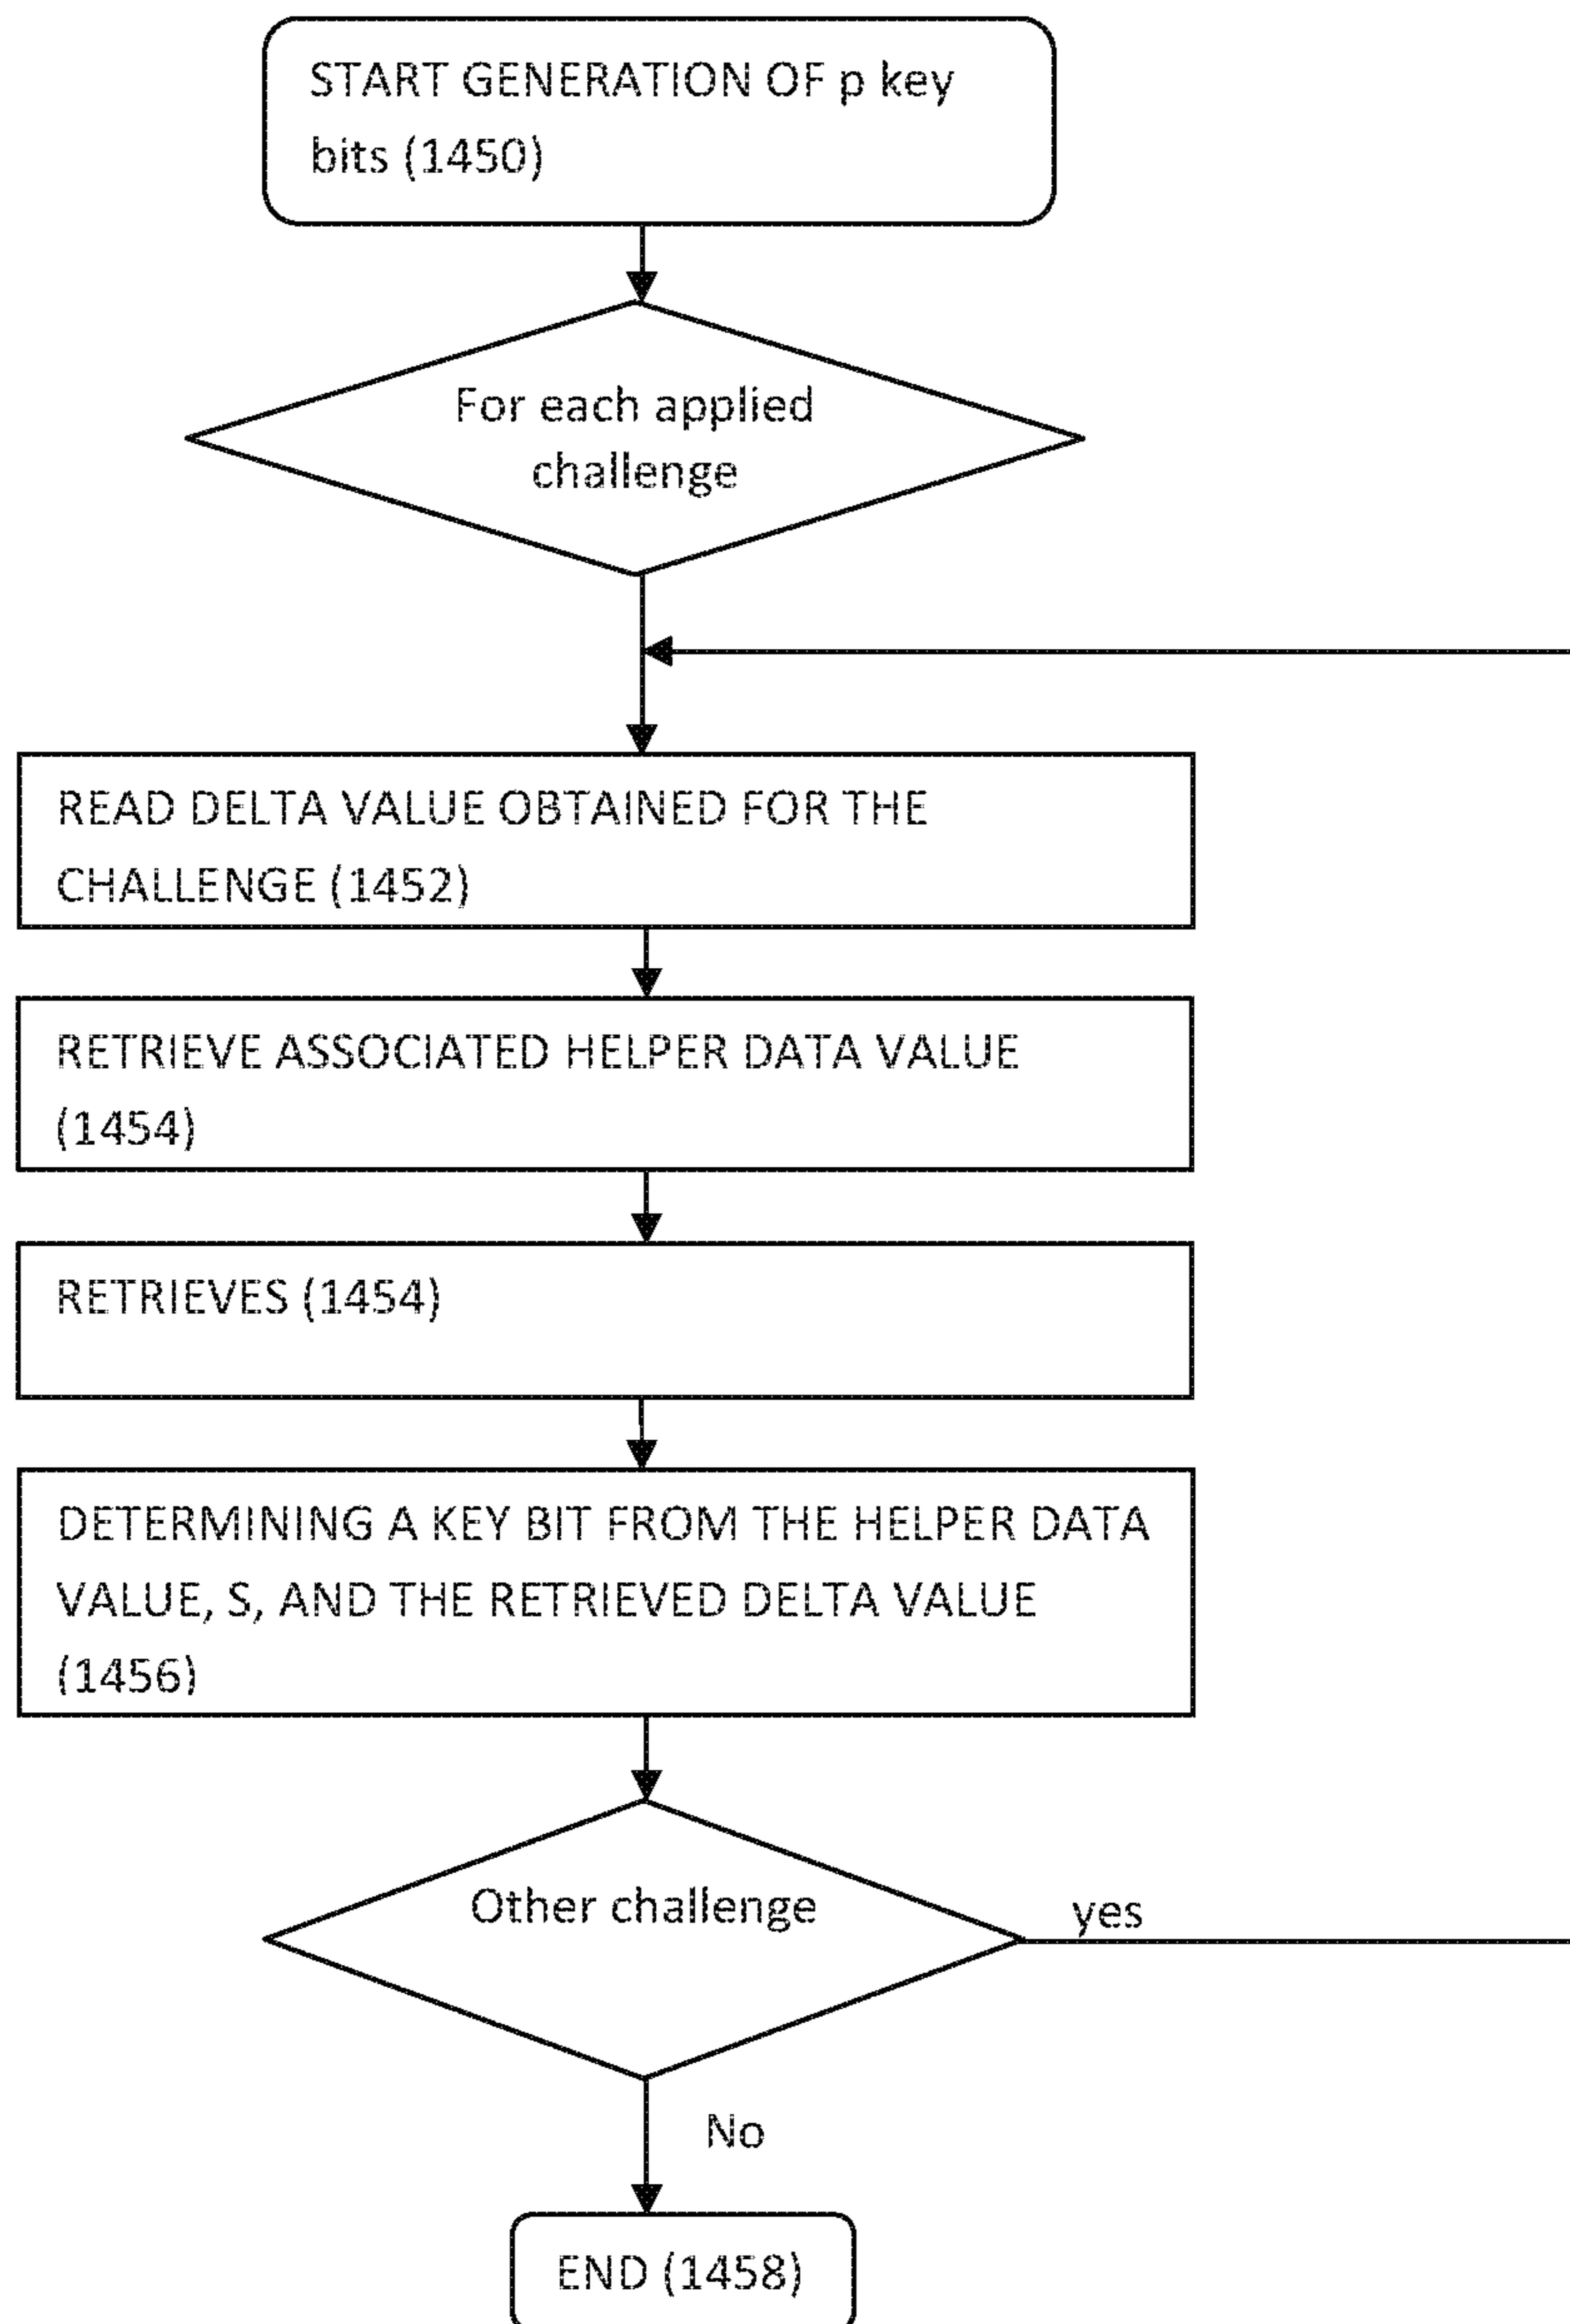 START GENERATION OF p key
bits (1450)
For each applied
challenge
READ DELTA VALUE OBTAINED FOR THE
CHALLENGE (1452)
RETRIEVE ASSOCIATED HELPER DATA VALUE
(1454)
RETRIEVES (1454)
DETERMINING A KEY BIT FROM THE HELPER DATA
VALUE, S, AND THE RETRIEVED DELTA VALUE
(1456)
Other challenge
yes
No
END (1458)